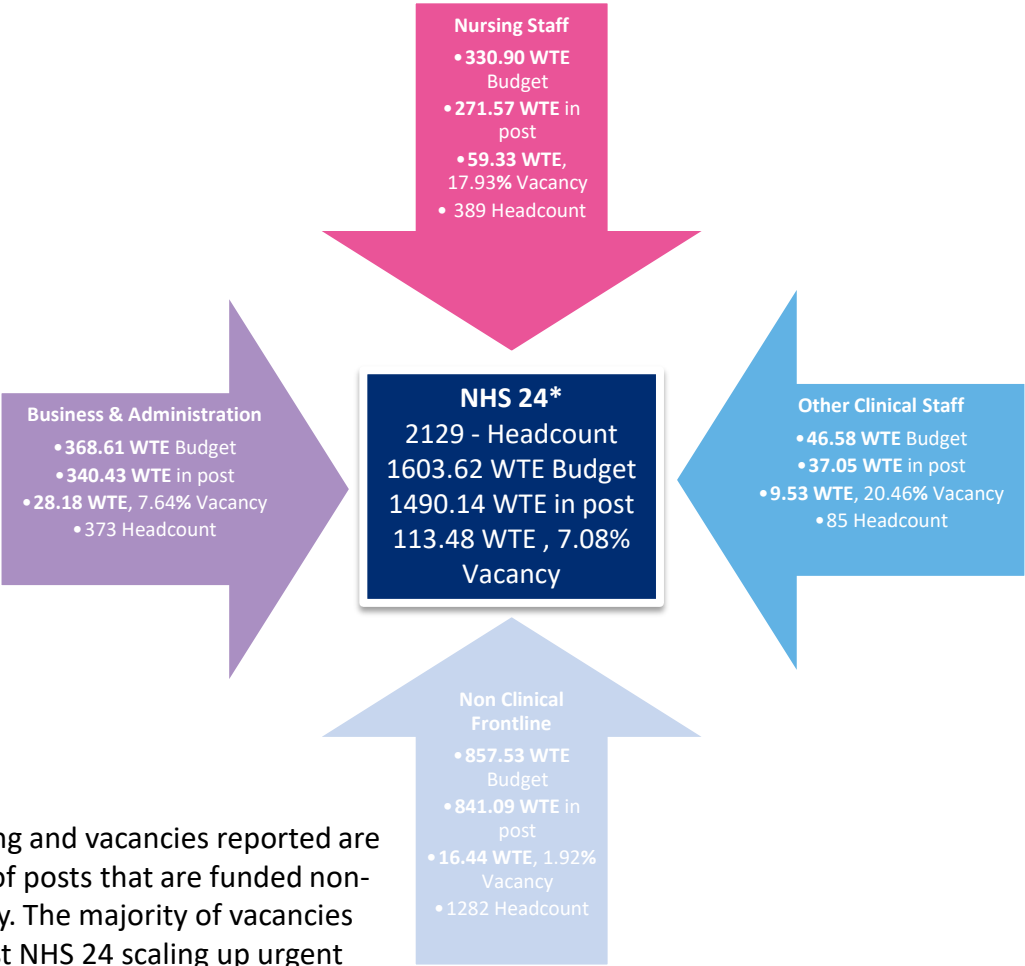 Nursing Staff
•330.90 WTE
Budget
•271.57 WTE in
post
•59.33 WTE,
17.93% Vacancy
• 389 Headcount
Business & Administration
•368.61 WTE Budget
•340.43 WTE in post
•28.18 WTE, 7.64% Vacancy
•373 Headcount
NHS 24*
2129 - Headcount
1603.62 WTE Budget
1490.14 WTE in post
113.48 WTE , 7.08%
Vacancy
Other Clinical Staff
•46.58 WTE Budget
•37.05 WTE in post
•9.53 WTE, 20.46% Vacancy
•85 Headcount
Non Clinical
Frontline
•857.53 WTE
Budget
•841.09 WTE in
post
•16.44 WTE, 1.92%
Vacancy
•1282 Headcount
and vacancies reported are
of posts that are funded non-
The majority of vacancies
NHS 24 scaling up urgent